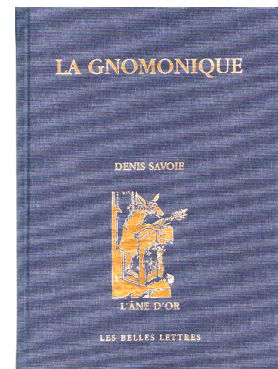 LA GNOMONIQUE
DENIS SAVOIE
L'ÂNE D'OR
LES BELLES LETTRES